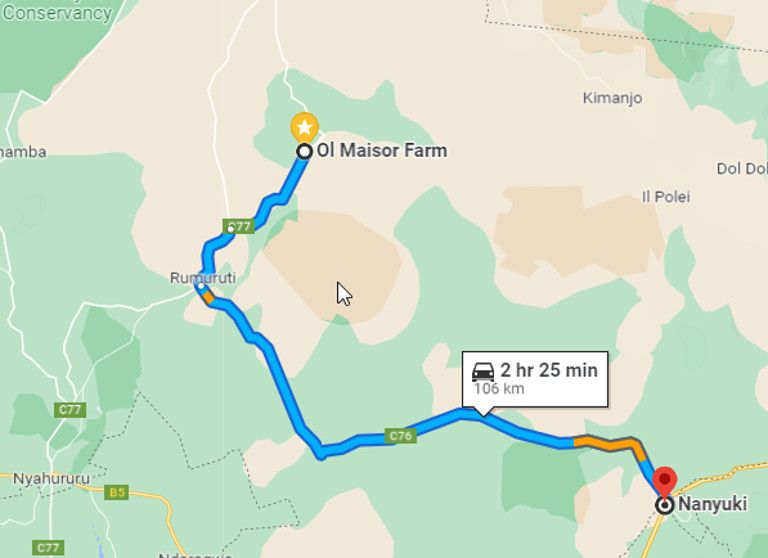 Conservancy
Kimanjo
namba
Ol Maisor Farm
Dol Dol
Il Polei
C77
Rumuruti
2 hr 25 min
106 km
C77
C76
Nyahururu
B5
Nanyuki
C77